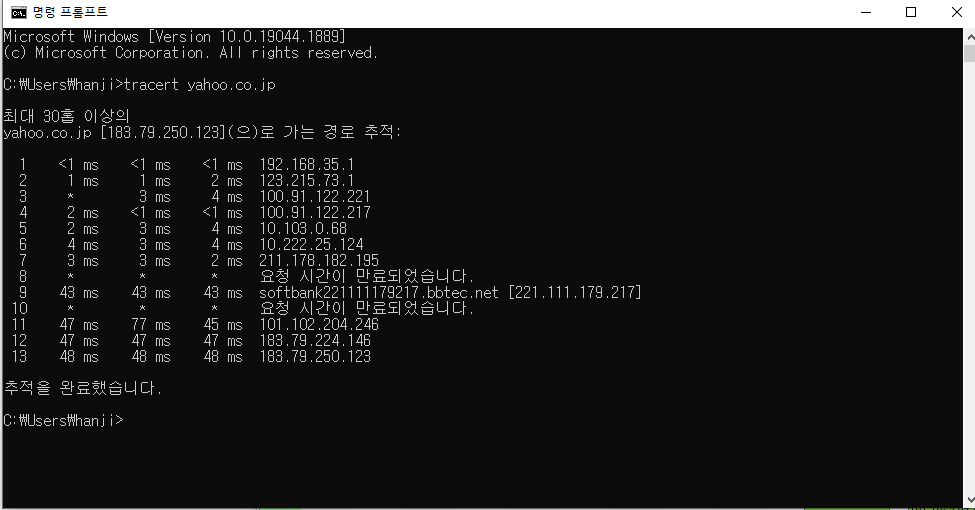 명령 프롬프트
Microsoft Windows [Version 10.0.19044.1889]
(c) Microsoft Corporation. All rights reserved.
C:₩Users₩hanji>tracert yahoo.co.jp
최대 30홉 이상의
yahoo.co.jp [183.79.250.123](으)로 가는 경로 추적:
1 <1 ms <1 ms <1 ms 192.168.35.1
2 1 ms 1 ms 2 ms 123.215.73.1
3 * 3 ms 4 ms 100.91.122.221
4 2 ms <1 ms <1 ms 100.91.122.217
5 2 ms 3 ms 4 ms 10.103.0.68
6 4 ms 3 ms 4 ms 10.222.25.124
7 3 ms 3 ms 2 ms 211.178.182.195
8 * * * 요청 시간이 만료되었습니다.
9 43 ms 43 ms 43 ms softbank221111179217.bbtec.net [221.111.179.217]
10 * * * 요청 시간이 만료되었습니다.
11 47 ms 77 ms 45 ms 101.102.204.246
12 47 ms 47 ms 47 ms 183.79.224.146
13 48 ms 48 ms 48 ms 183.79.250.123
추적을 완료했습니다.
C:₩Users₩hanji>